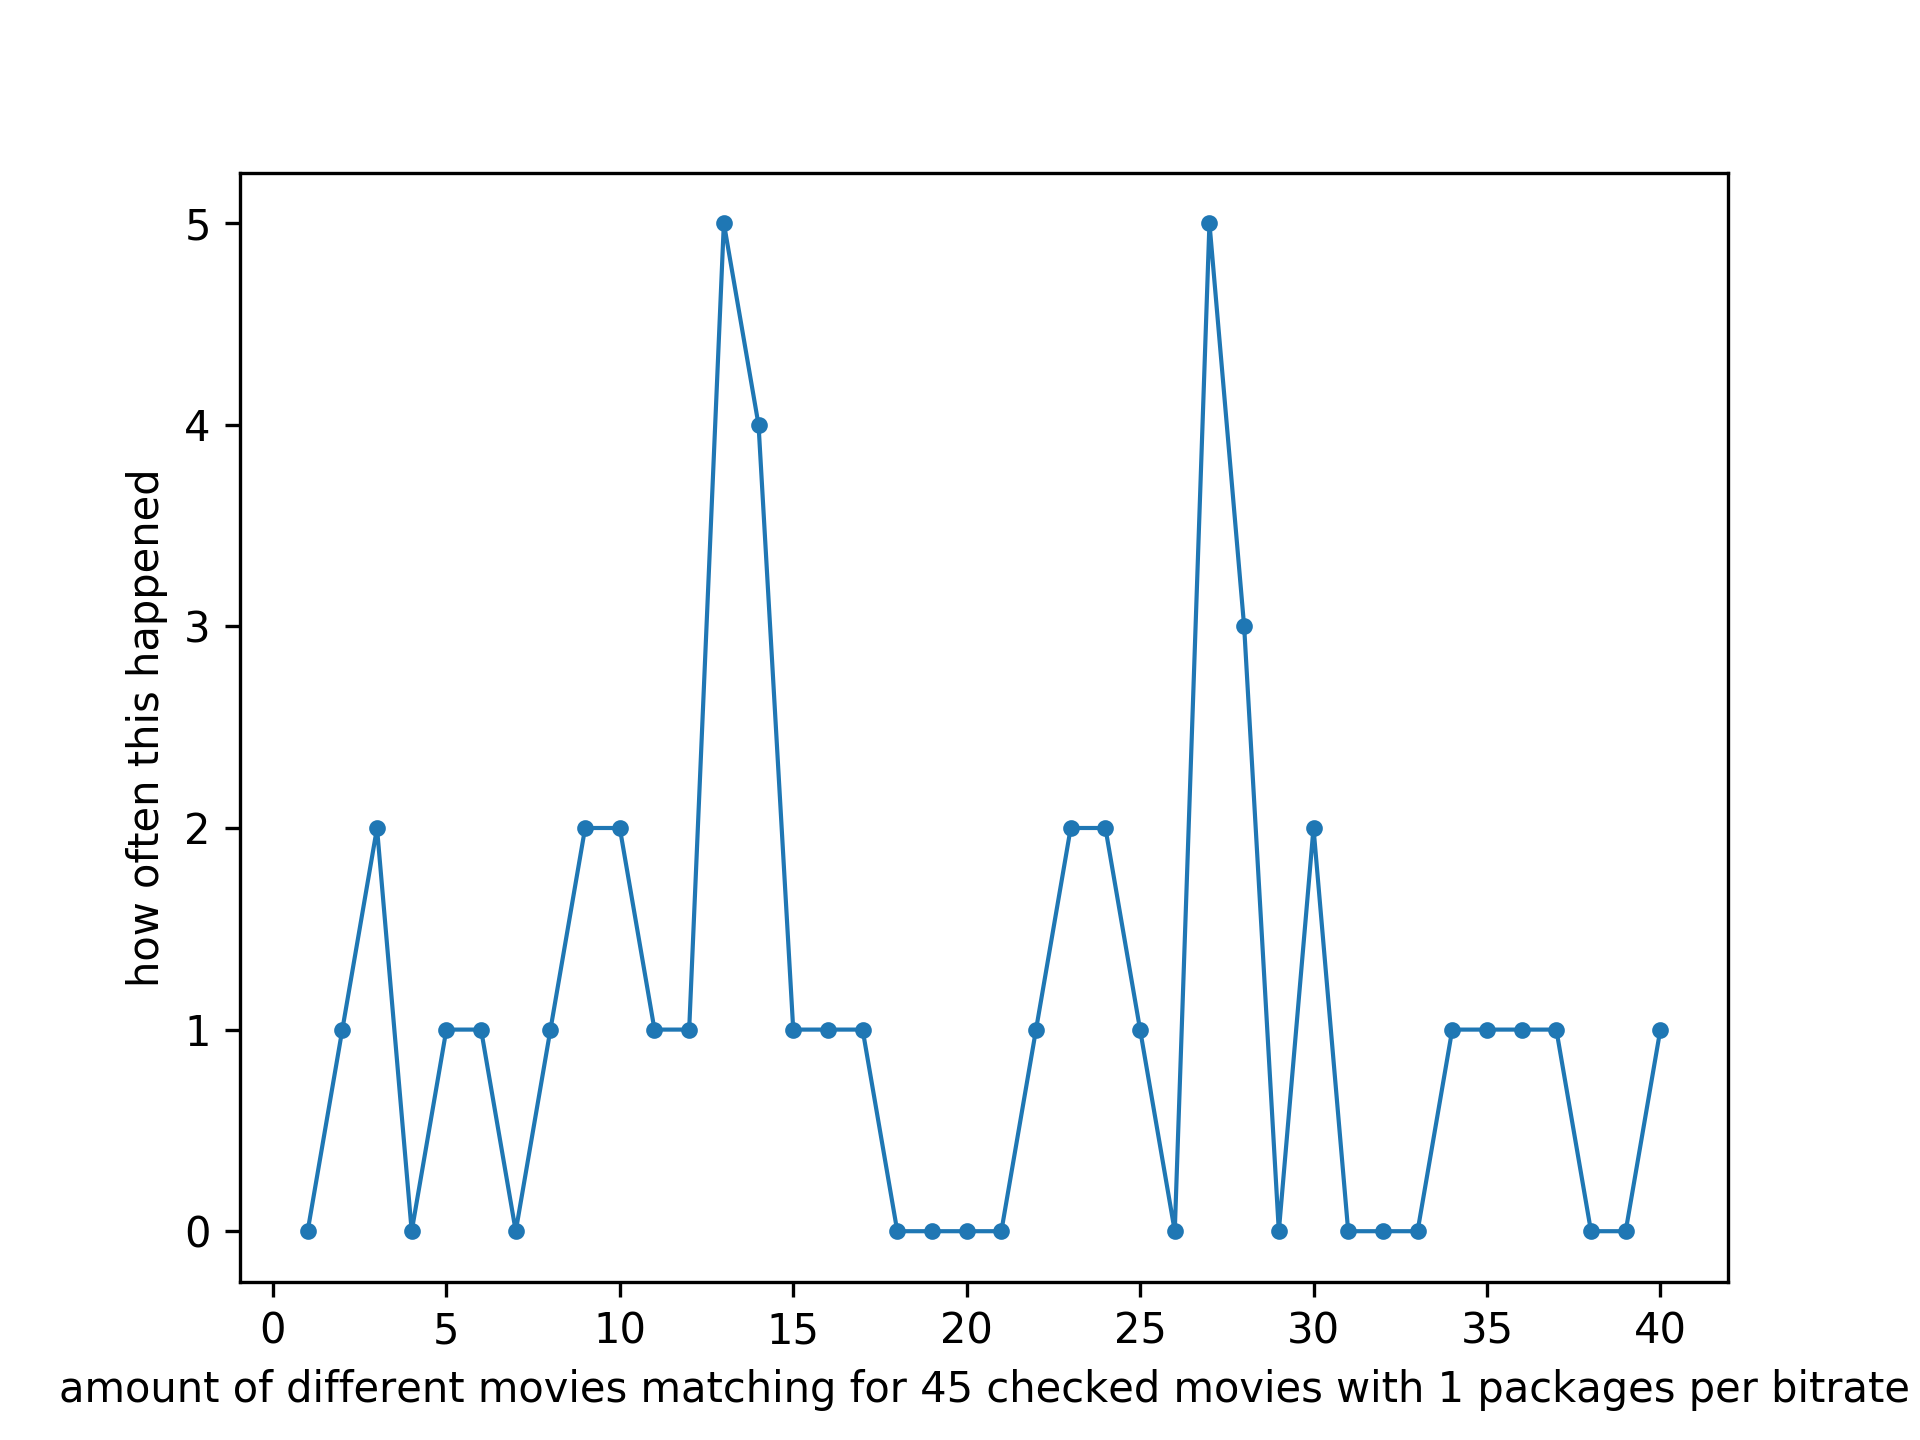 how often this happened
5
4
3
2
1
0
0 5 10 15 20 25 30 35 40
amount of different movies matching for 45 checked movies with 1 packages per bitrate